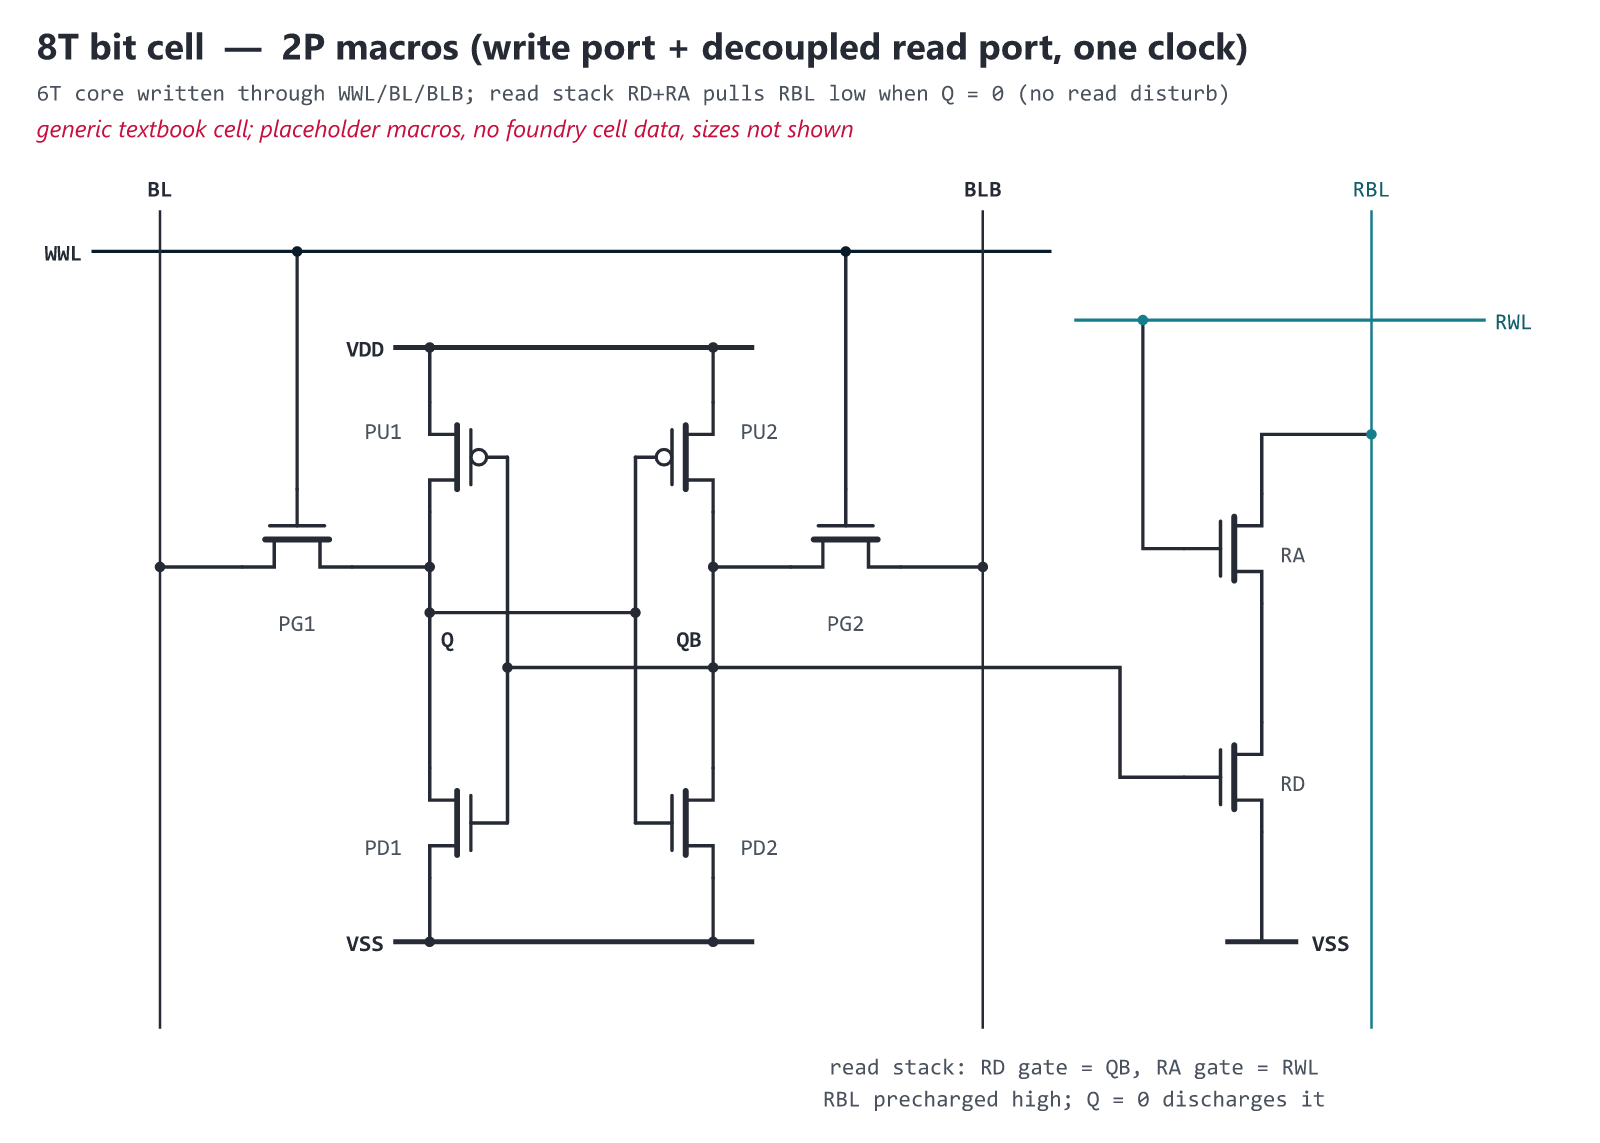 8T bit cell — 2P macros (write port + decoupled read port, one clock)
6T core written through WWL/BL/BLB; read stack RD+RA pulls RBL low when Q = 0 (no read disturb)
generic textbook cell; placeholder macros, no foundry cell data, sizes not shown
BL
BLB
RBL
WWL
RWL
VDD
PU1
PU2
RA
PG1
PG2
Q
QB
RD
PD1
PD2
VSS
VSS
read stack: RD gate = QB, RA gate = RWL
RBL precharged high; Q = 0 discharges it